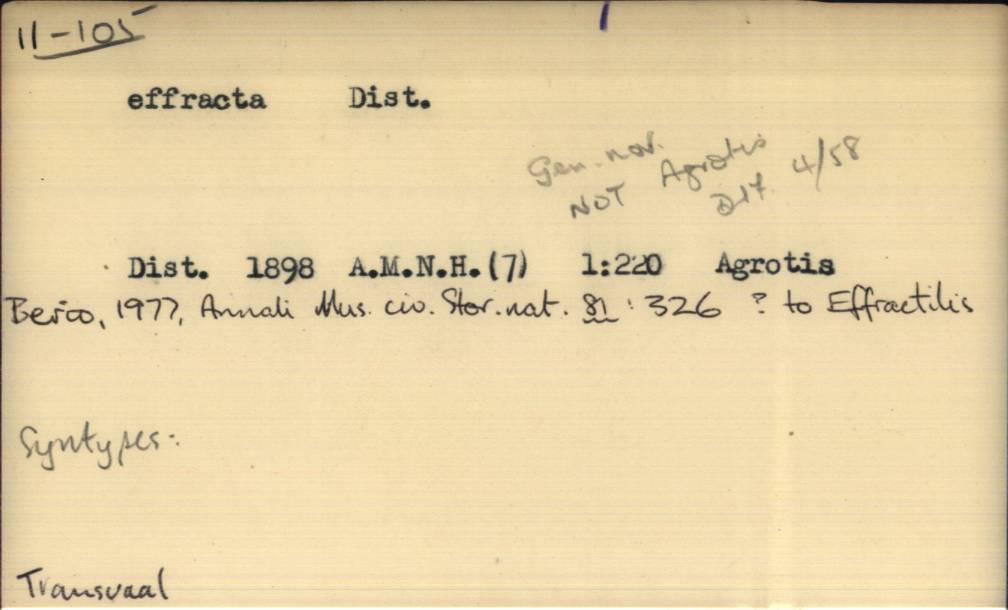 11-105
effracta Dist.
Gen. nov. 
NOT Agrotis
4/58
Dist. 1898 A.M.N.H.(7) 1:220 Agrotis
Berio, 1977, Annali Mus. civ. Stor. nat. 81 : 326 ? to Effractilis
Syntypes:
Transvaal